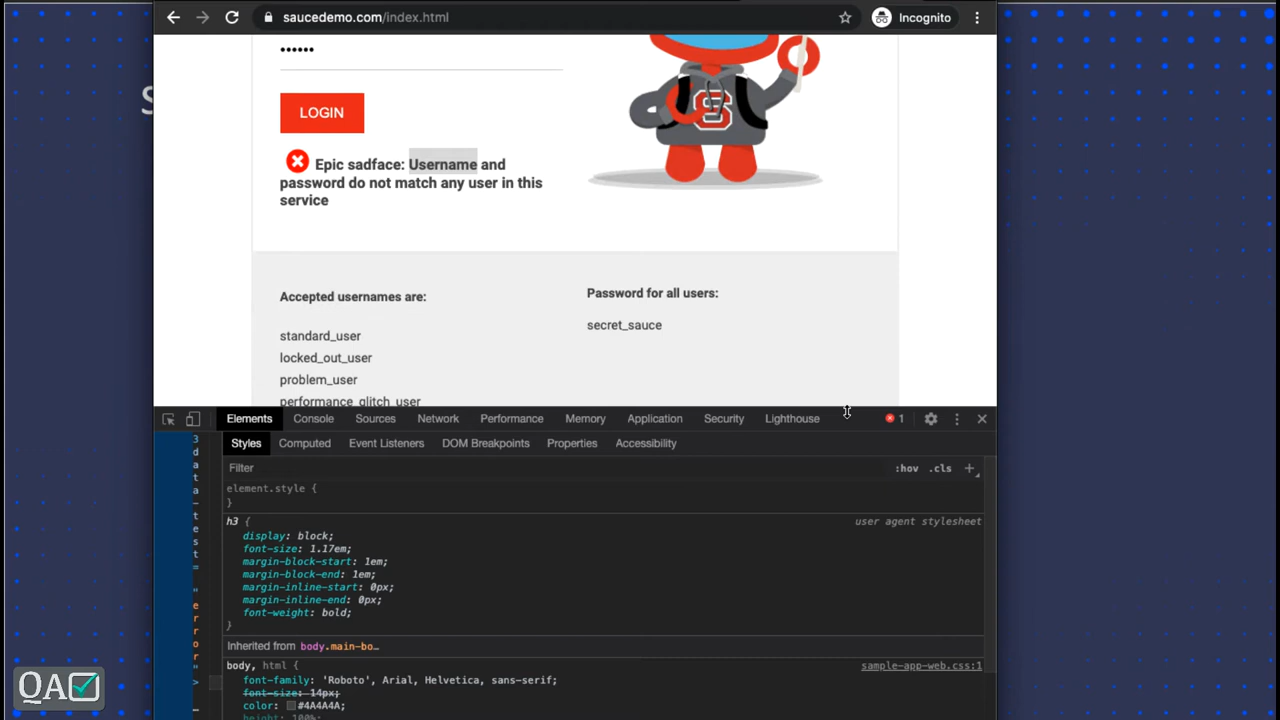 saucedemo.com/index.html
Incognito
••••••
LOGIN
Epic sadface: Username and
password do not match any user in this
service
S
Accepted usernames are:
Password for all users:
secret_sauce
standard_user
locked_out_user
problem_user
performance_glitch_user
Elements Console Sources Network Performance Memory Application Security Lighthouse 1
Styles Computed Event Listeners DOM Breakpoints Properties Accessibility
Filter :hov .cls +
element.style {
}
h3 { user agent stylesheet
display: block;
font-size: 1.17em;
margin-block-start: 1em;
margin-block-end: 1em;
margin-inline-start: 0px;
margin-inline-end: 0px;
font-weight: bold;
}
Inherited from body.main-bo…
body, html { sample-app-web.css:1
font-family: 'Roboto', Arial, Helvetica, sans-serif;
font-size: 14px;
color: #4A4A4A;
height: 100%;
3
d
a
t
a
-
t
e
s
t
=
"
e
r
r
o
r
"
>
QA